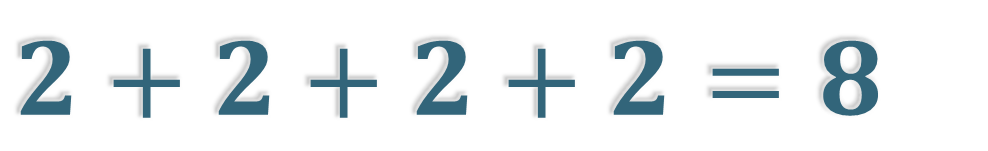 2 + 2 + 2 + 2 = 8